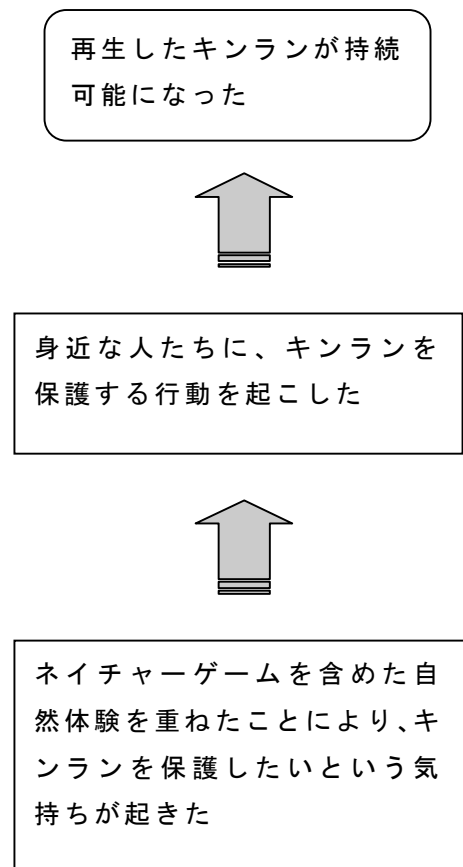 再生したキンランが持続
可能になった
身近な人たちに、キンランを
保護する行動を起こした
ネイチャーゲームを含めた自
然体験を重ねたことにより、キ
ンランを保護したいという気
持ちが起きた